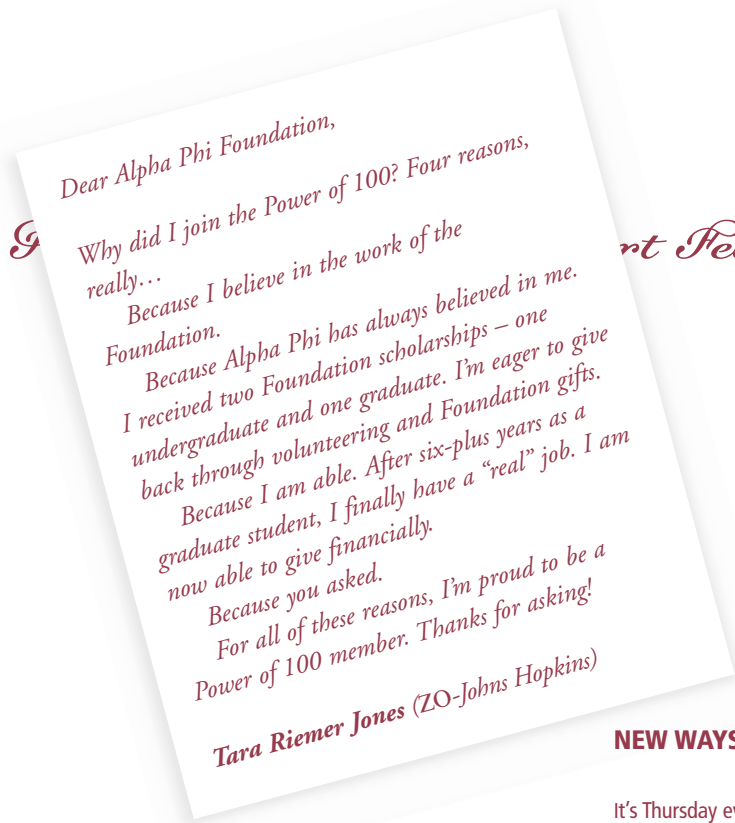 Dear Alpha Phi Foundation,
Why did I join the Power of 100? Four reasons,
really…
Because I believe in the work of the
Foundation.
Because Alpha Phi has always believed in me.
I received two Foundation scholarships – one
undergraduate and one graduate. I’m eager to give
back through volunteering and Foundation gifts.
Because I am able. After six-plus years as a
graduate student, I finally have a “real” job. I am
now able to give financially.
Because you asked.
For all of these reasons, I’m proud to be a
Power of 100 member. Thanks for asking!
Tara Riemer Jones (ZO-Johns Hopkins)
NEW WAYS
It’s Thursday